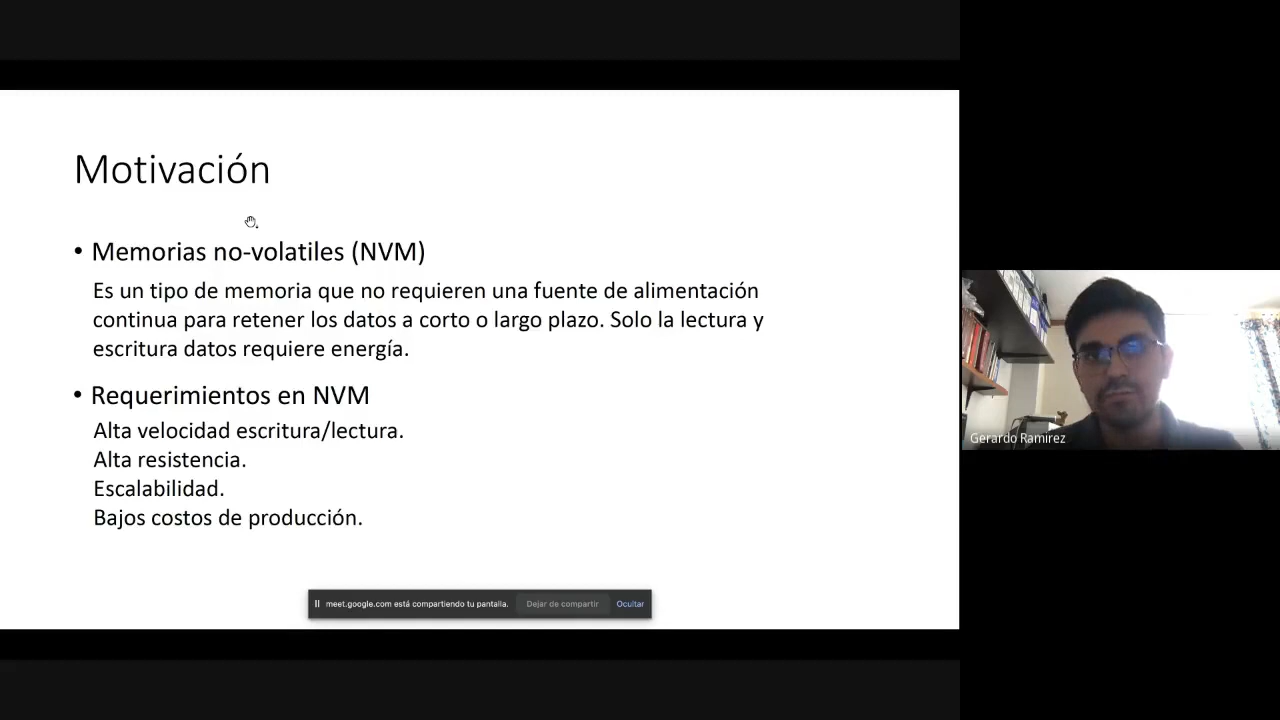 Motivación
• Memorias no-volatiles (NVM)
Es un tipo de memoria que no requieren una fuente de alimentación
continua para retener los datos a corto o largo plazo. Solo la lectura y
escritura datos requiere energía.
• Requerimientos en NVM
Alta velocidad escritura/lectura.
Alta resistencia.
Escalabilidad.
Bajos costos de producción.
meet.google.com está compartiendo tu pantalla. Dejar de compartir Ocultar
Gerardo Ramírez